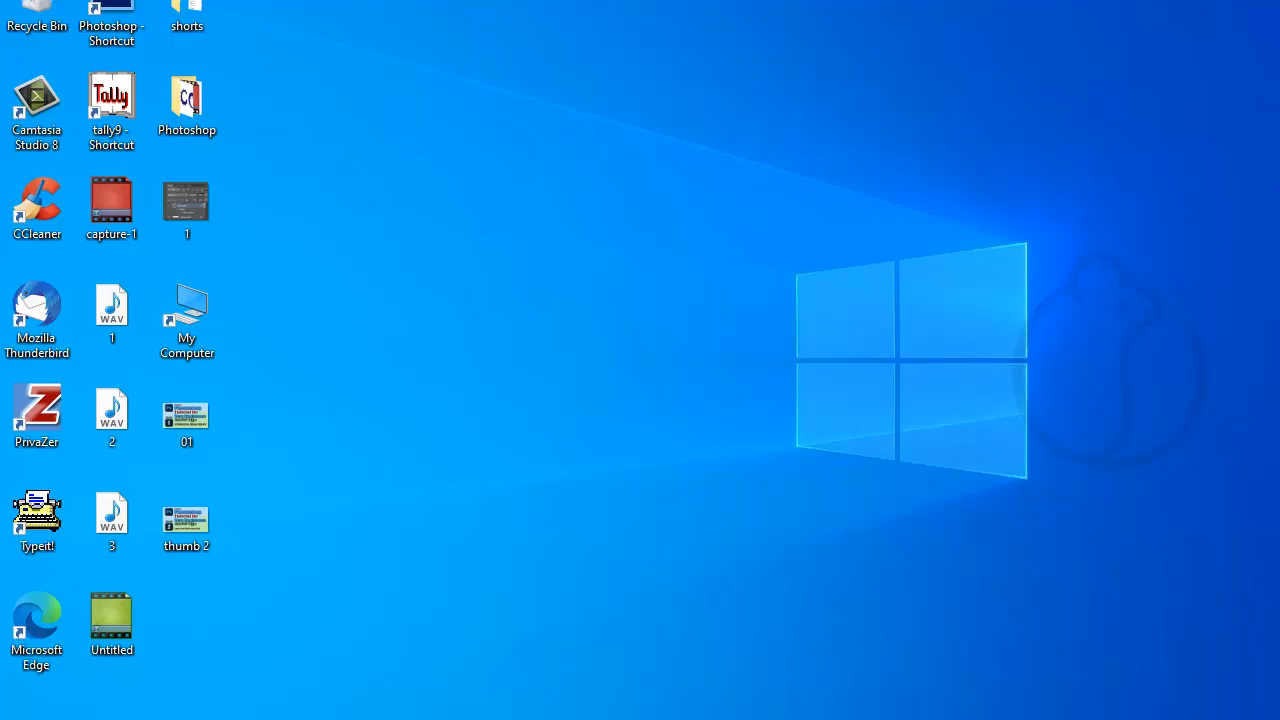 Recycle Bin
Photoshop -
Shortcut
shorts
Camtasia
Studio 8
Tally
tally9 -
Shortcut
Photoshop
CCleaner
capture-1
1
Mozilla
Thunderbird
WAV
1
My
Computer
PrivaZer
WAV
2
01
Typeit!
WAV
3
thumb 2
Microsoft
Edge
Untitled